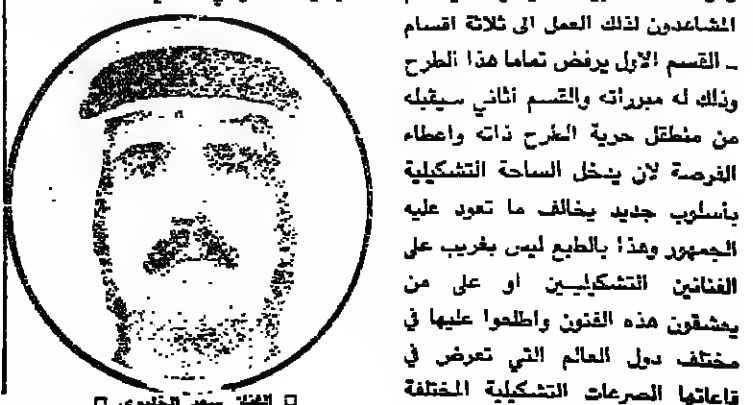 المشاهدون لذلك العمل الى ثلاثة اقسام
ـ القسم الاول يرفض تماما هذا الطرح
وذلك له مبرراته والقسم الثاني سيقبله
من منطلق حرية الطرح ذاته واعطاء
الفرصة لان يدخل الساحة التشكيلية
بأسلوب جديد يخالف ما تعود عليه
الجمهور وهذا بالطبع ليس بغريب على
الفنانين التشكيليين او على من
يعشقون هذه الفنون واطلعوا عليها في
مختلف دول العالم التي تعرض في
قاعاتها الصرعات التشكيلية المختلفة
□ الفنان سعد □